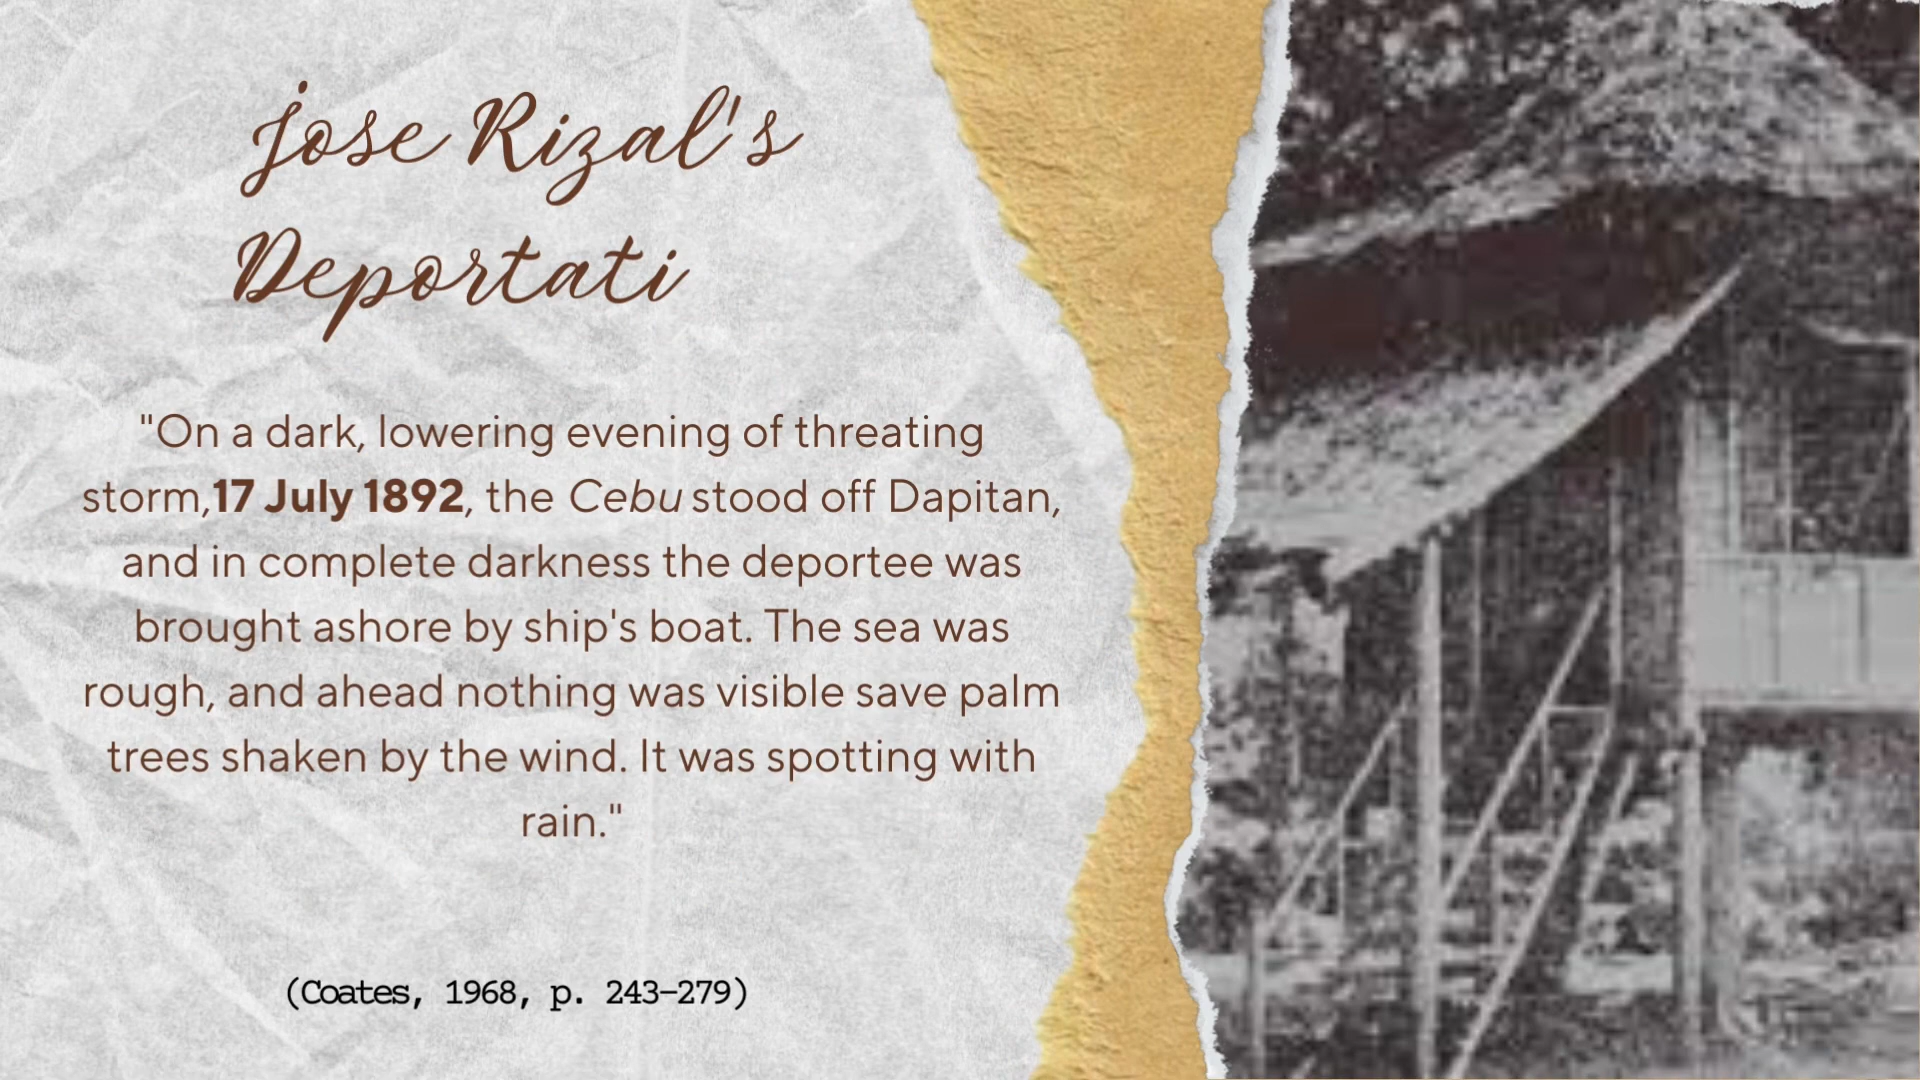 Jose Rizal's
Deportati
"On a dark, lowering evening of threating
storm,17 July 1892, the Cebu stood off Dapitan,
and in complete darkness the deportee was
brought ashore by ship's boat. The sea was
rough, and ahead nothing was visible save palm
trees shaken by the wind. It was spotting with
rain."
(Coates, 1968, p. 243–279)